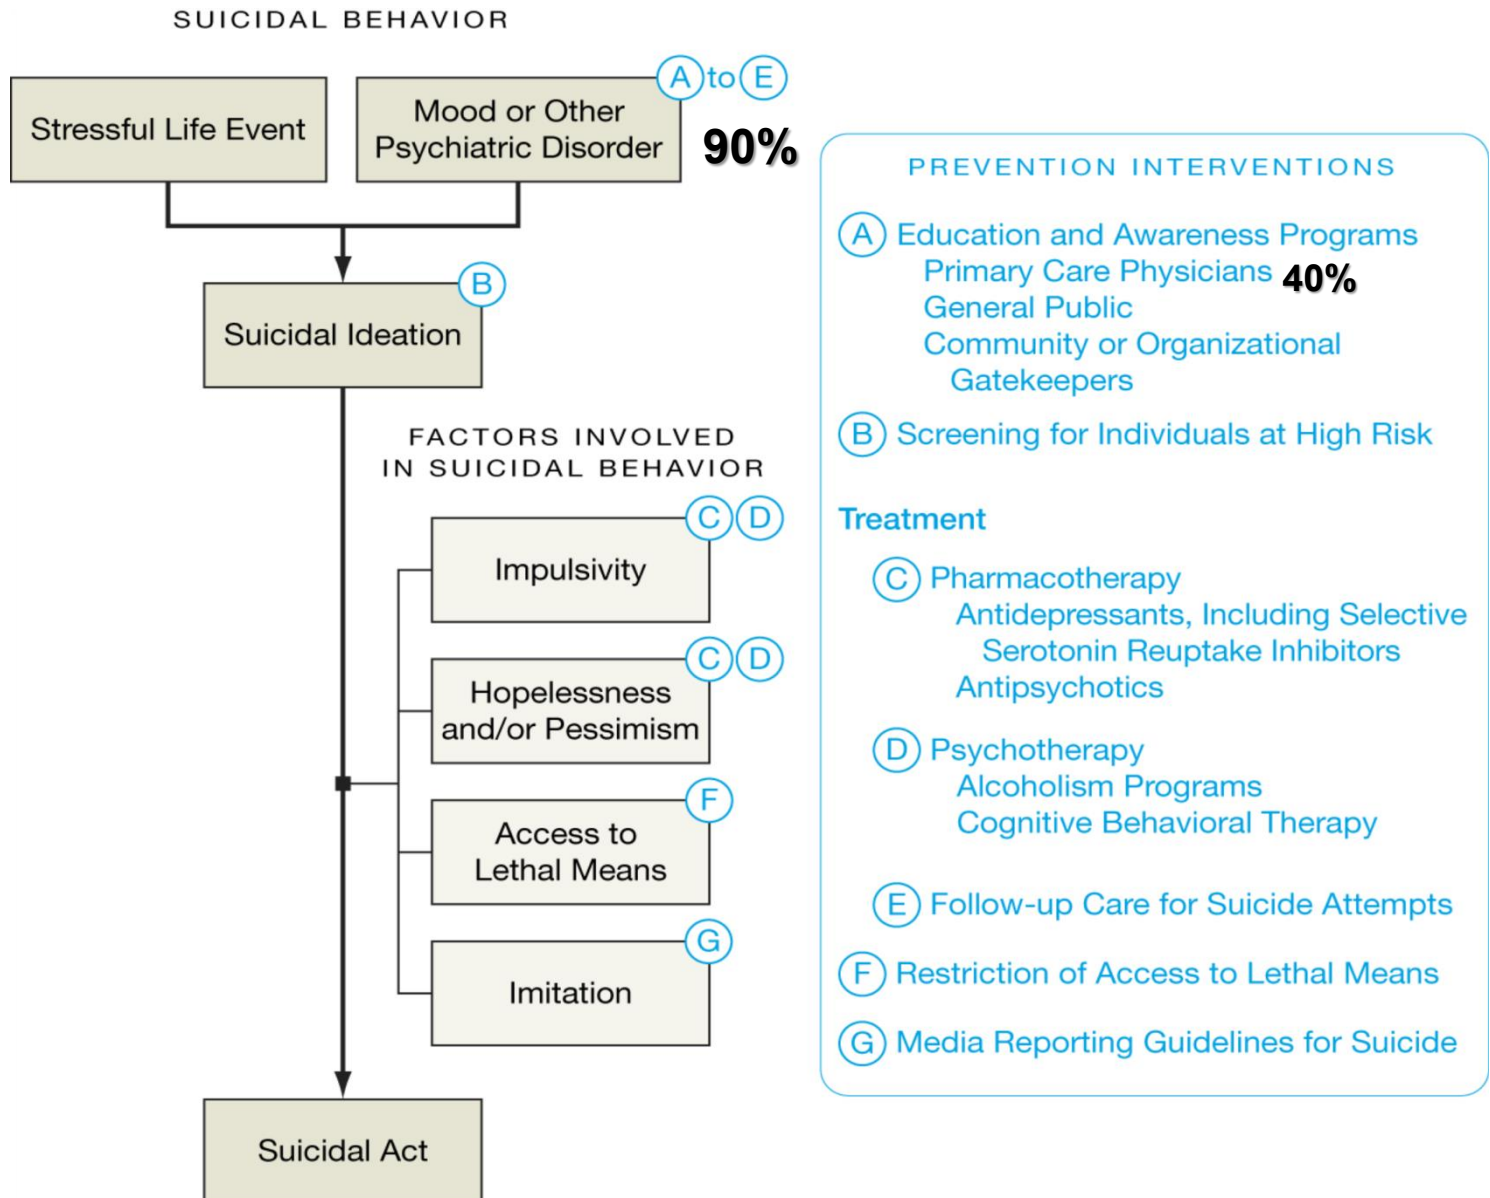 SUICIDAL BEHAVIOR
Stressful Life Event
Mood or Other
Psychiatric Disorder
A to E
90%
Suicidal Ideation
B
FACTORS INVOLVED
IN SUICIDAL BEHAVIOR
C D
Impulsivity
C D
Hopelessness
and/or Pessimism
F
Access to
Lethal Means
G
Imitation
Suicidal Act
PREVENTION INTERVENTIONS
A Education and Awareness Programs
Primary Care Physicians 40%
General Public
Community or Organizational
Gatekeepers
B Screening for Individuals at High Risk
Treatment
C Pharmacotherapy
Antidepressants, Including Selective
Serotonin Reuptake Inhibitors
Antipsychotics
D Psychotherapy
Alcoholism Programs
Cognitive Behavioral Therapy
E Follow-up Care for Suicide Attempts
F Restriction of Access to Lethal Means
G Media Reporting Guidelines for Suicide